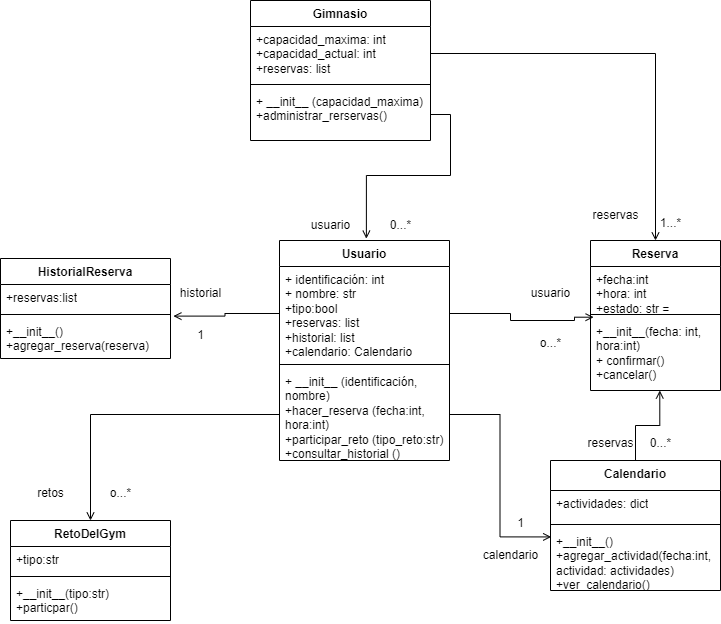 Gimnasio
+capacidad_maxima: int
+capacidad_actual: int
+reservas: list
+ __init__ (capacidad_maxima)
+administrar_rerservas()
reservas
1...*
usuario
0...*
HistorialReserva
+reservas:list
+__init__()
+agregar_reserva(reserva)
historial
1
Usuario
+ identificación: int
+ nombre: str
+tipo:bool
+reservas: list
+historial: list
+calendario: Calendario
+ __init__ (identificación,
nombre)
+hacer_reserva (fecha:int,
hora:int)
+participar_reto (tipo_reto:str)
+consultar_historial ()
usuario
o...*
Reserva
+fecha:int
+hora: int
+estado: str =
+__init__(fecha: int,
hora:int)
+ confirmar()
+cancelar()
reservas
0...*
retos
o...*
RetoDelGym
+tipo:str
+__init__(tipo:str)
+particpar()
1
calendario
Calendario
+actividades: dict
+__init__()
+agregar_actividad(fecha:int,
actividad: actividades)
+ver_calendario()